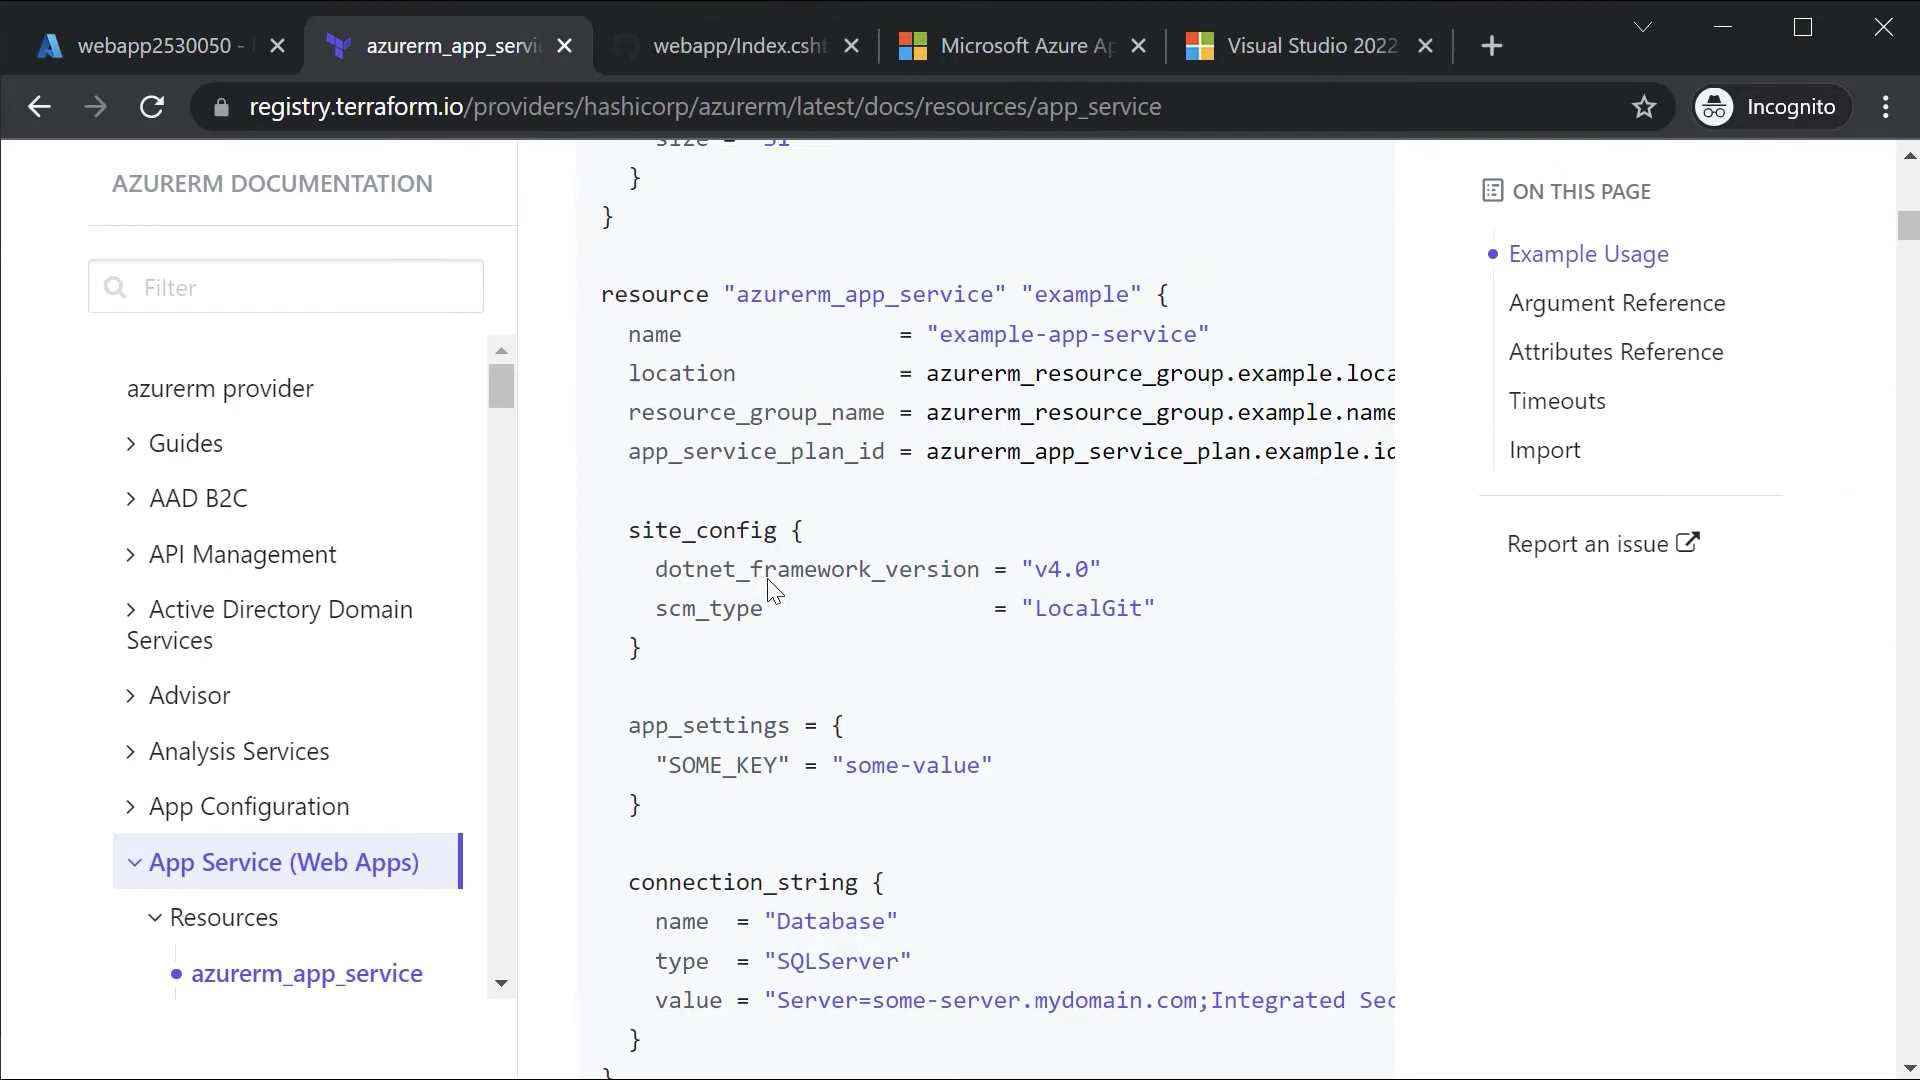 webapp2530050 -
azurerm_app_servi
webapp/Index.csht
Microsoft Azure Ap
Visual Studio 2022
registry.terraform.io/providers/hashicorp/azurerm/latest/docs/resources/app_service
Incognito
AZURERM DOCUMENTATION
Filter
azurerm provider
Guides
AAD B2C
API Management
Active Directory Domain
Services
Advisor
Analysis Services
App Configuration
App Service (Web Apps)
Resources
azurerm_app_service
size = "S1"
}
}
resource "azurerm_app_service" "example" {
name = "example-app-service"
location = azurerm_resource_group.example.loca
resource_group_name = azurerm_resource_group.example.name
app_service_plan_id = azurerm_app_service_plan.example.id
site_config {
dotnet_framework_version = "v4.0"
scm_type = "LocalGit"
}
app_settings = {
"SOME_KEY" = "some-value"
}
connection_string {
name = "Database"
type = "SQLServer"
value = "Server=some-server.mydomain.com;Integrated Sec
}
}
ON THIS PAGE
Example Usage
Argument Reference
Attributes Reference
Timeouts
Import
Report an issue